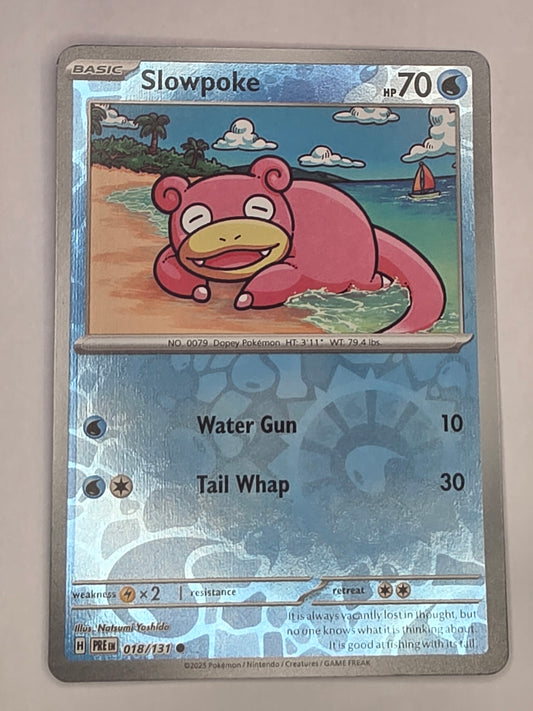 BASIC Slowpoke HP 70
NO. 0079 Dopey Pokémon HT: 3'11" WT: 79.4 lbs.
Water Gun 10
Tail Whap 30
weakness ×2 resistance retreat
It is always vacantly lost in thought, but
no one knows what it is thinking about.
It is good at fishing with its tail.
Illus. Natsumi Yoshida
H PRE EN 018/131
©2025 Pokémon / Nintendo / Creatures / GAME FREAK